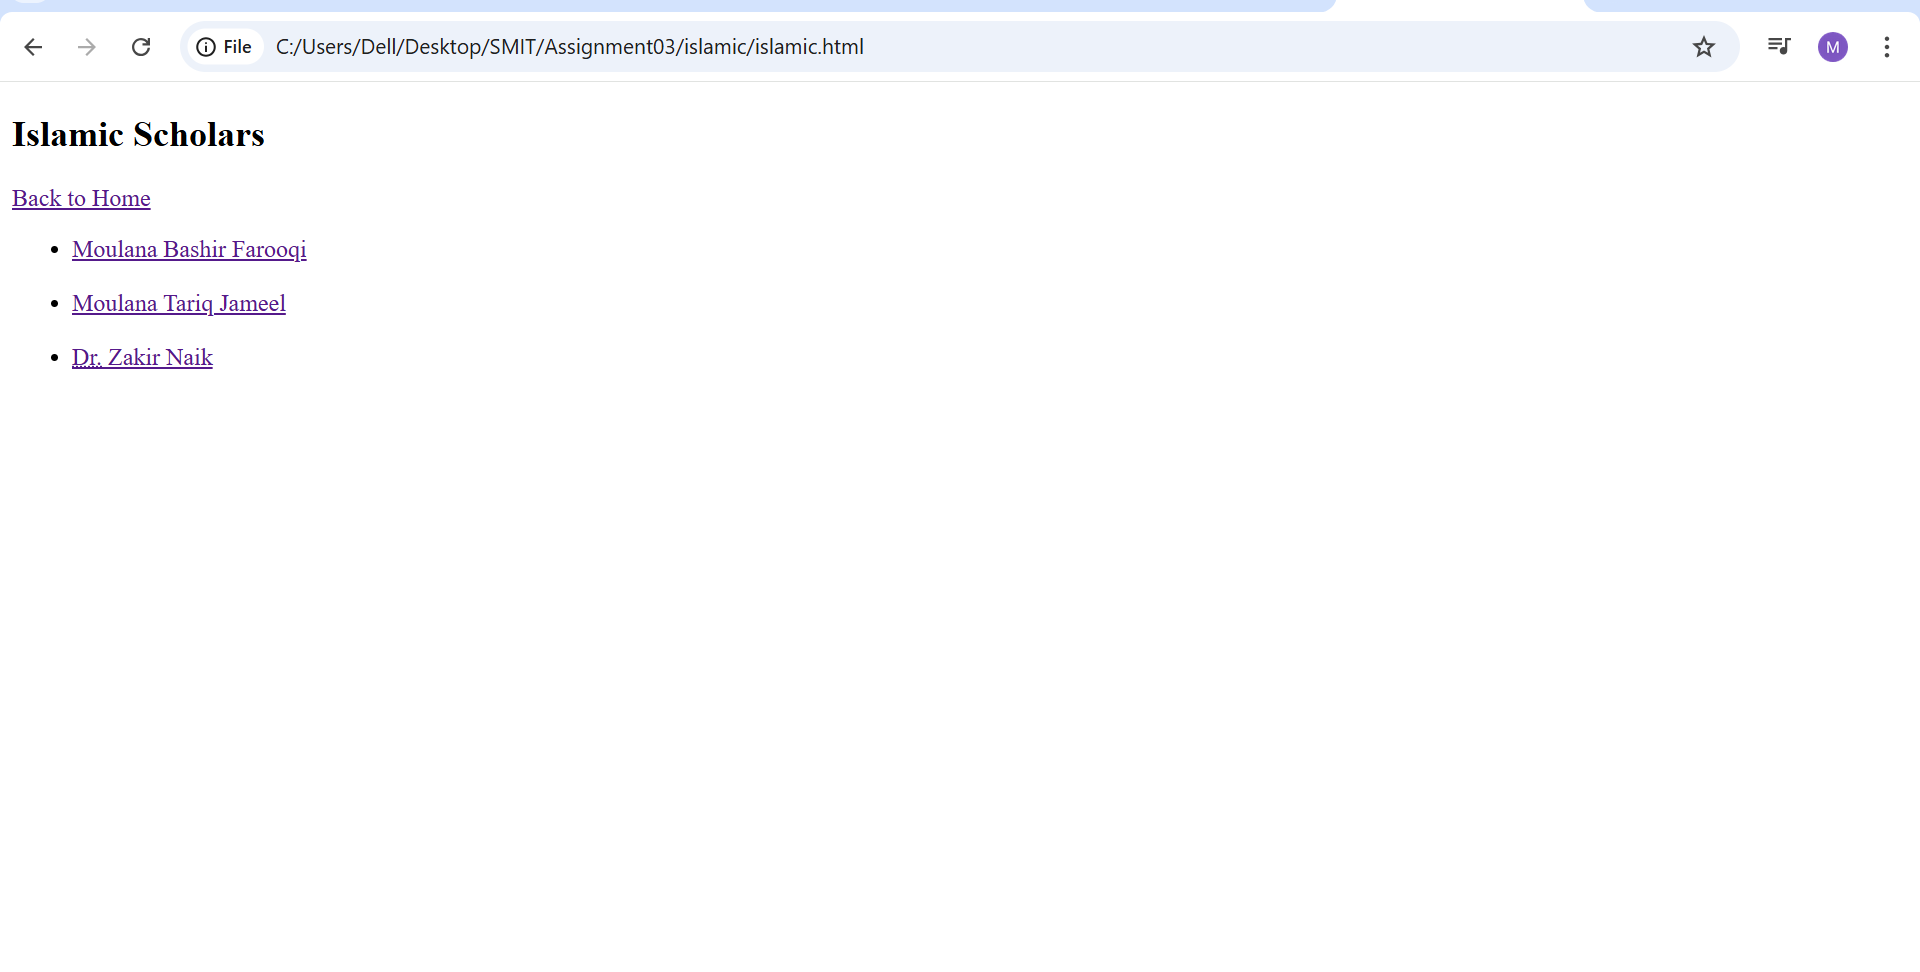 File C:/Users/Dell/Desktop/SMIT/Assignment03/islamic/islamic.html M
Islamic Scholars
Back to Home
Moulana Bashir Farooqi
Moulana Tariq Jameel
Dr. Zakir Naik